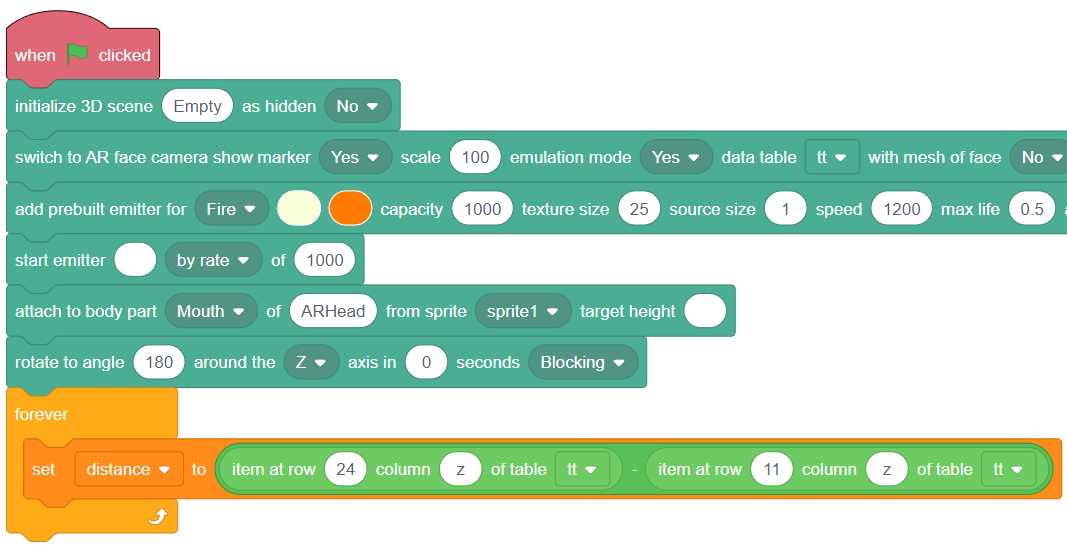 when clicked
initialize 3D scene Empty as hidden No
switch to AR face camera show marker Yes scale 100 emulation mode Yes data table tt with mesh of face No
add prebuilt emitter for Fire capacity 1000 texture size 25 source size 1 speed 1200 max life 0.5
start emitter by rate of 1000
attach to body part Mouth of ARHead from sprite sprite1 target height
rotate to angle 180 around the Z axis in 0 seconds Blocking
forever
set distance to item at row 24 column z of table tt - item at row 11 column z of table tt